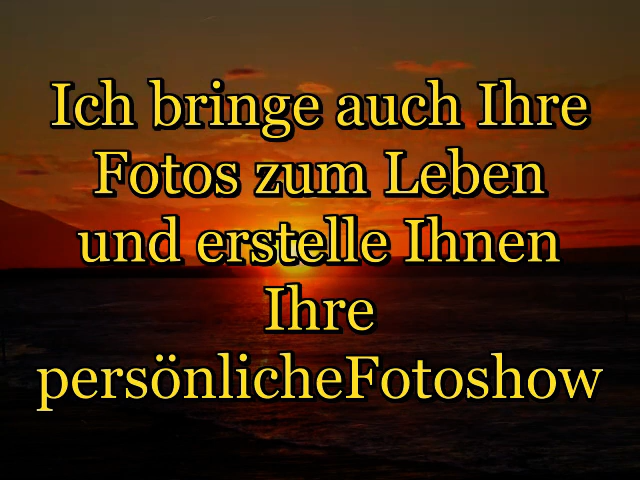 Ich bringe auch Ihre
Fotos zum Leben
und erstelle Ihnen
Ihre
persönlicheFotoshow